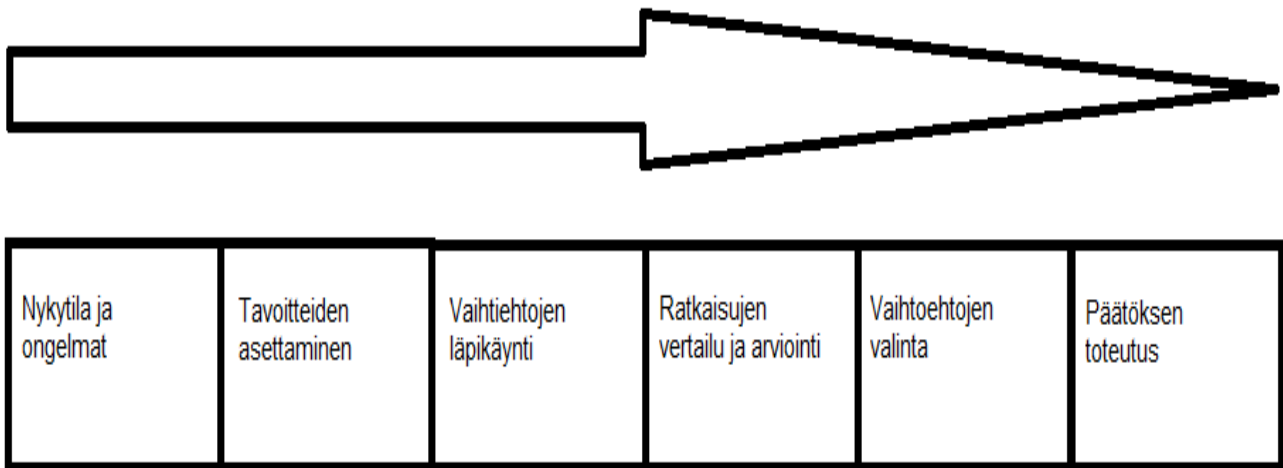 Nykytila ja
ongelmat
Tavoitteiden
asettaminen
Vaihtiehtojen
läpikäynti
Ratkaisujen
vertailu ja arviointi
Vaihtoehtojen
valinta
Päätöksen
toteutus